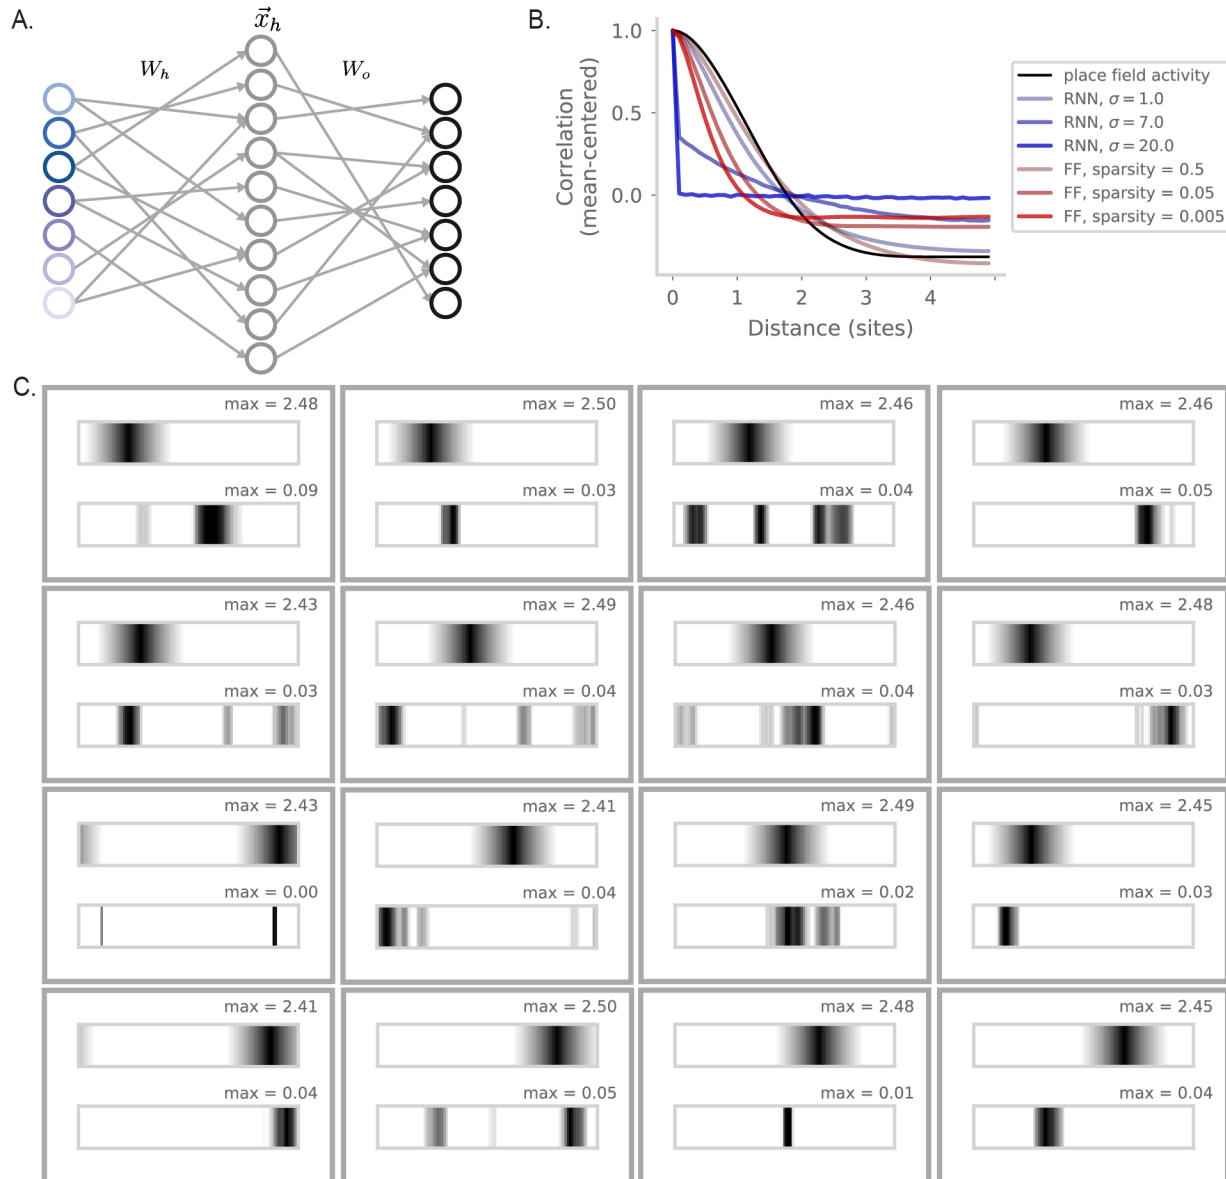 A.
x⃗_h
W_h
W_o
B.
Correlation
(mean-centered)
1.0
0.5
0.0
0
1
2
3
4
Distance (sites)
place field activity
RNN, σ = 1.0
RNN, σ = 7.0
RNN, σ = 20.0
FF, sparsity = 0.5
FF, sparsity = 0.05
FF, sparsity = 0.005
C.
max = 2.48
max = 0.09
max = 2.50
max = 0.03
max = 2.46
max = 0.04
max = 2.46
max = 0.05
max = 2.43
max = 0.03
max = 2.49
max = 0.04
max = 2.46
max = 0.04
max = 2.48
max = 0.03
max = 2.43
max = 0.00
max = 2.41
max = 0.04
max = 2.49
max = 0.02
max = 2.45
max = 0.03
max = 2.41
max = 0.04
max = 2.50
max = 0.05
max = 2.48
max = 0.01
max = 2.45
max = 0.04